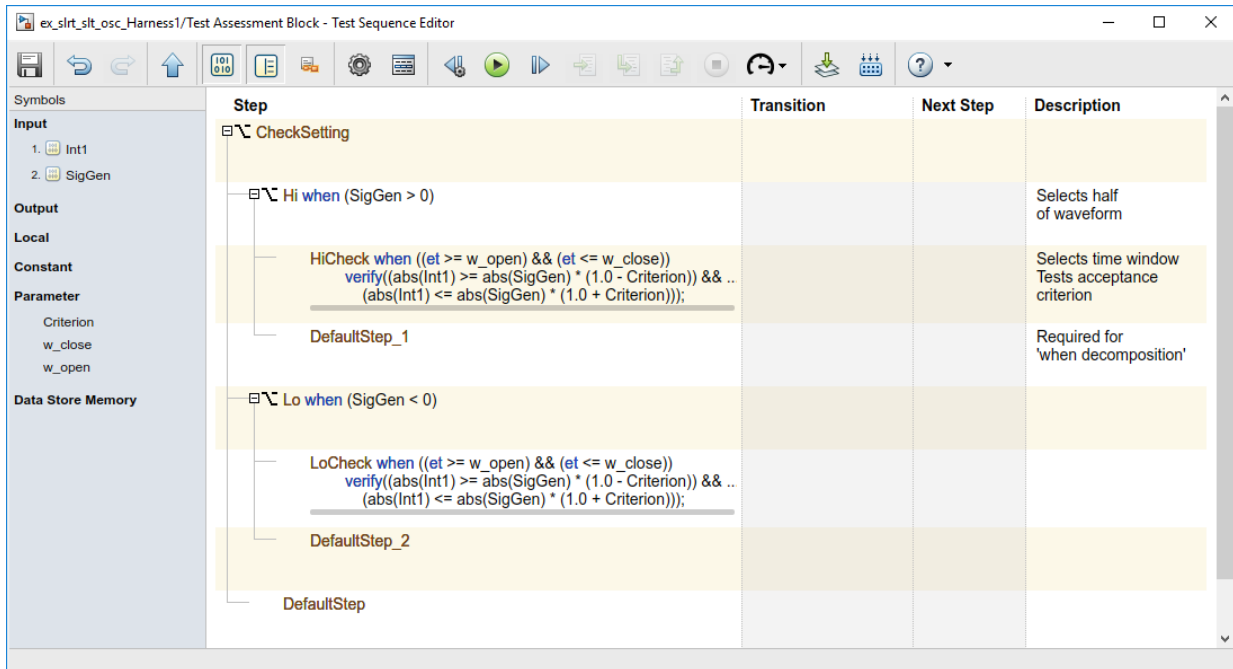 ex_slrt_slt_osc_Harness1/Test Assessment Block - Test Sequence Editor
Symbols
Input
1. Int1
2. SigGen
Output
Local
Constant
Parameter
Criterion
w_close
w_open
Data Store Memory
Step Transition Next Step Description
CheckSetting
Hi when (SigGen > 0)
Selects half
of waveform
HiCheck when ((et >= w_open) && (et <= w_close))
verify((abs(Int1) >= abs(SigGen) * (1.0 - Criterion)) && ..
(abs(Int1) <= abs(SigGen) * (1.0 + Criterion)));
Selects time window
Tests acceptance
criterion
DefaultStep_1
Required for
'when decomposition'
Lo when (SigGen < 0)
LoCheck when ((et >= w_open) && (et <= w_close))
verify((abs(Int1) >= abs(SigGen) * (1.0 - Criterion)) && ..
(abs(Int1) <= abs(SigGen) * (1.0 + Criterion)));
DefaultStep_2
DefaultStep